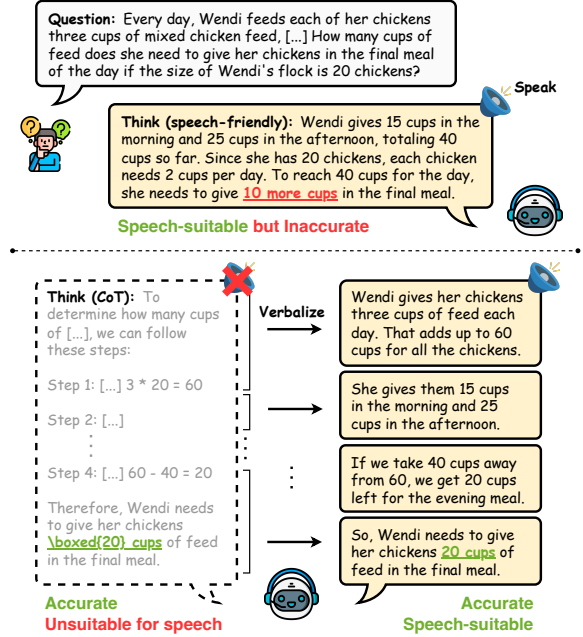 Question: Every day, Wendi feeds each of her chickens
three cups of mixed chicken feed, [...] How many cups
of feed does she need to give her chickens in the final meal
of the day if the size of Wendi's flock is 20 chickens?
Speak
Think (speech-friendly): Wendi gives 15 cups in the
morning and 25 cups in the afternoon, totaling 40
cups so far. Since she has 20 chickens, each chicken
needs 2 cups per day. To reach 40 cups for the day,
she needs to give 10 more cups in the final meal.
Speech-suitable but Inaccurate
Think (CoT): To
determine how many cups
of [...], we can follow
these steps:
Step 1: [...] 3 * 20 = 60
Step 2: [...]
Step 4: [...] 60 - 40 = 20
Therefore, Wendi needs
to give her chickens
\boxed{20} cups of feed
in the final meal.
Accurate
Unsuitable for speech
Verbalize
Wendi gives her chickens
three cups of feed each
day. That adds up to 60
cups for all the chickens.
She gives them 15 cups
in the morning and 25
cups in the afternoon.
If we take 40 cups away
from 60, we get 20 cups
left for the evening meal.
So, Wendi needs to give
her chickens 20 cups of
feed in the final meal.
Accurate
Speech-suitable